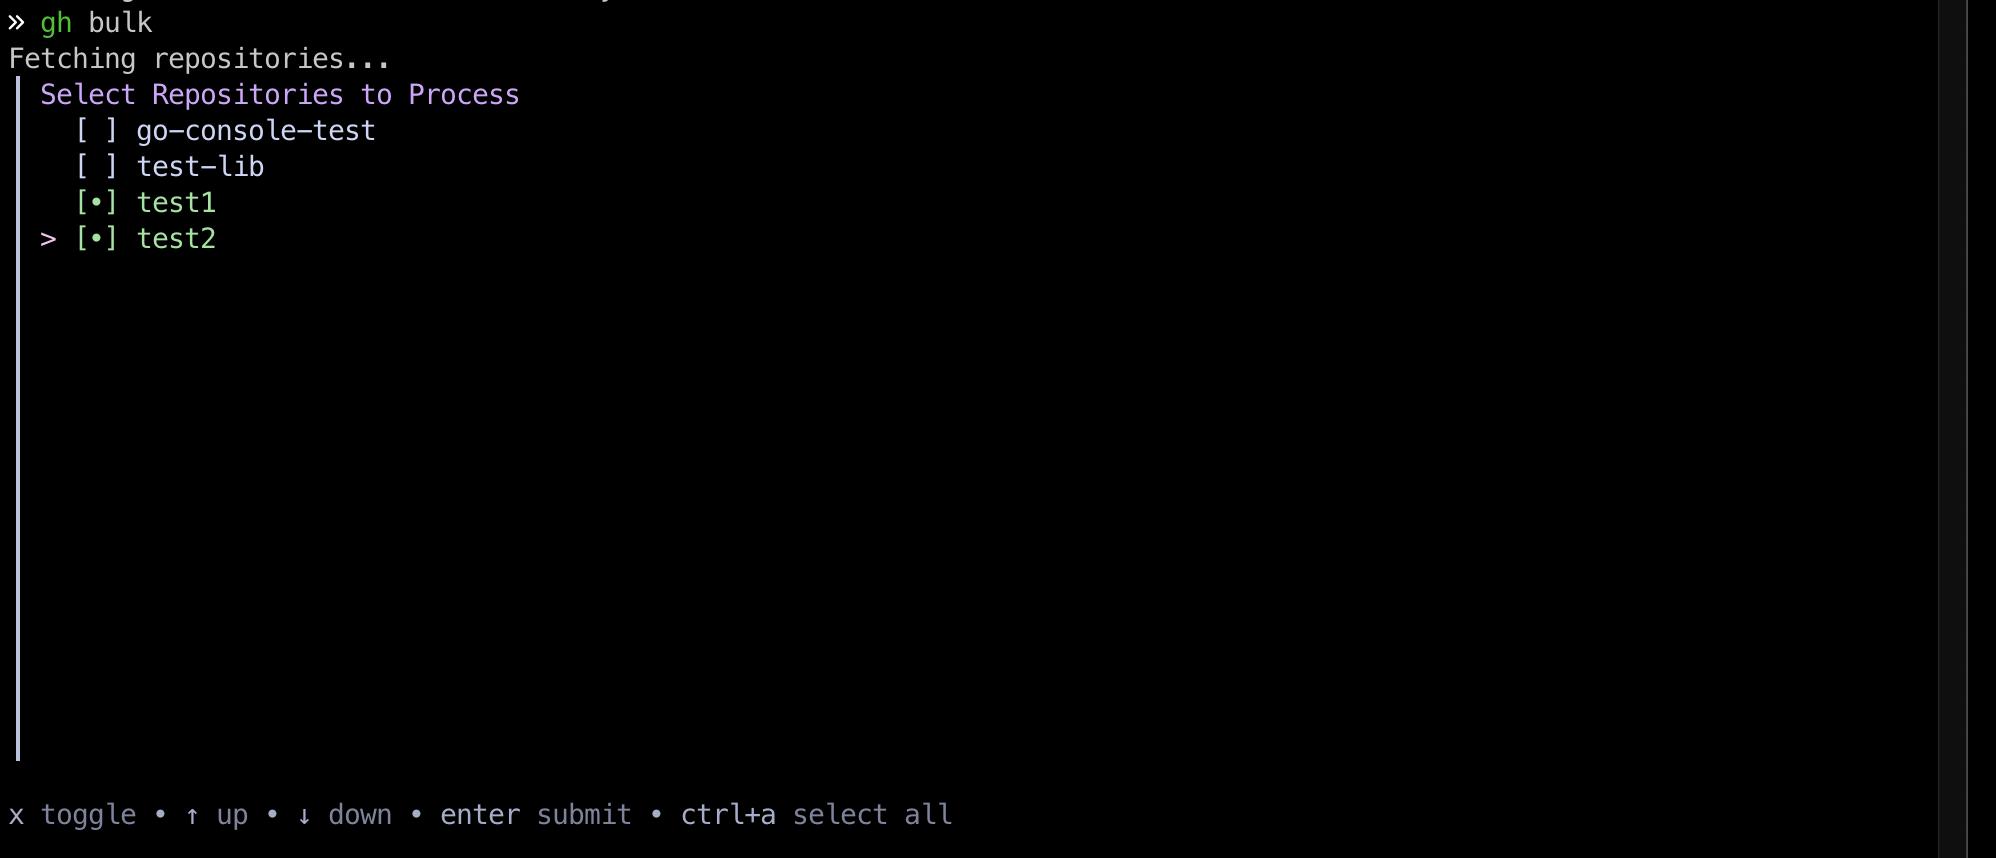 » gh bulk
Fetching repositories...
Select Repositories to Process
[ ] go-console-test
[ ] test-lib
[•] test1
> [•] test2
x toggle • ↑ up • ↓ down • enter submit • ctrl+a select all